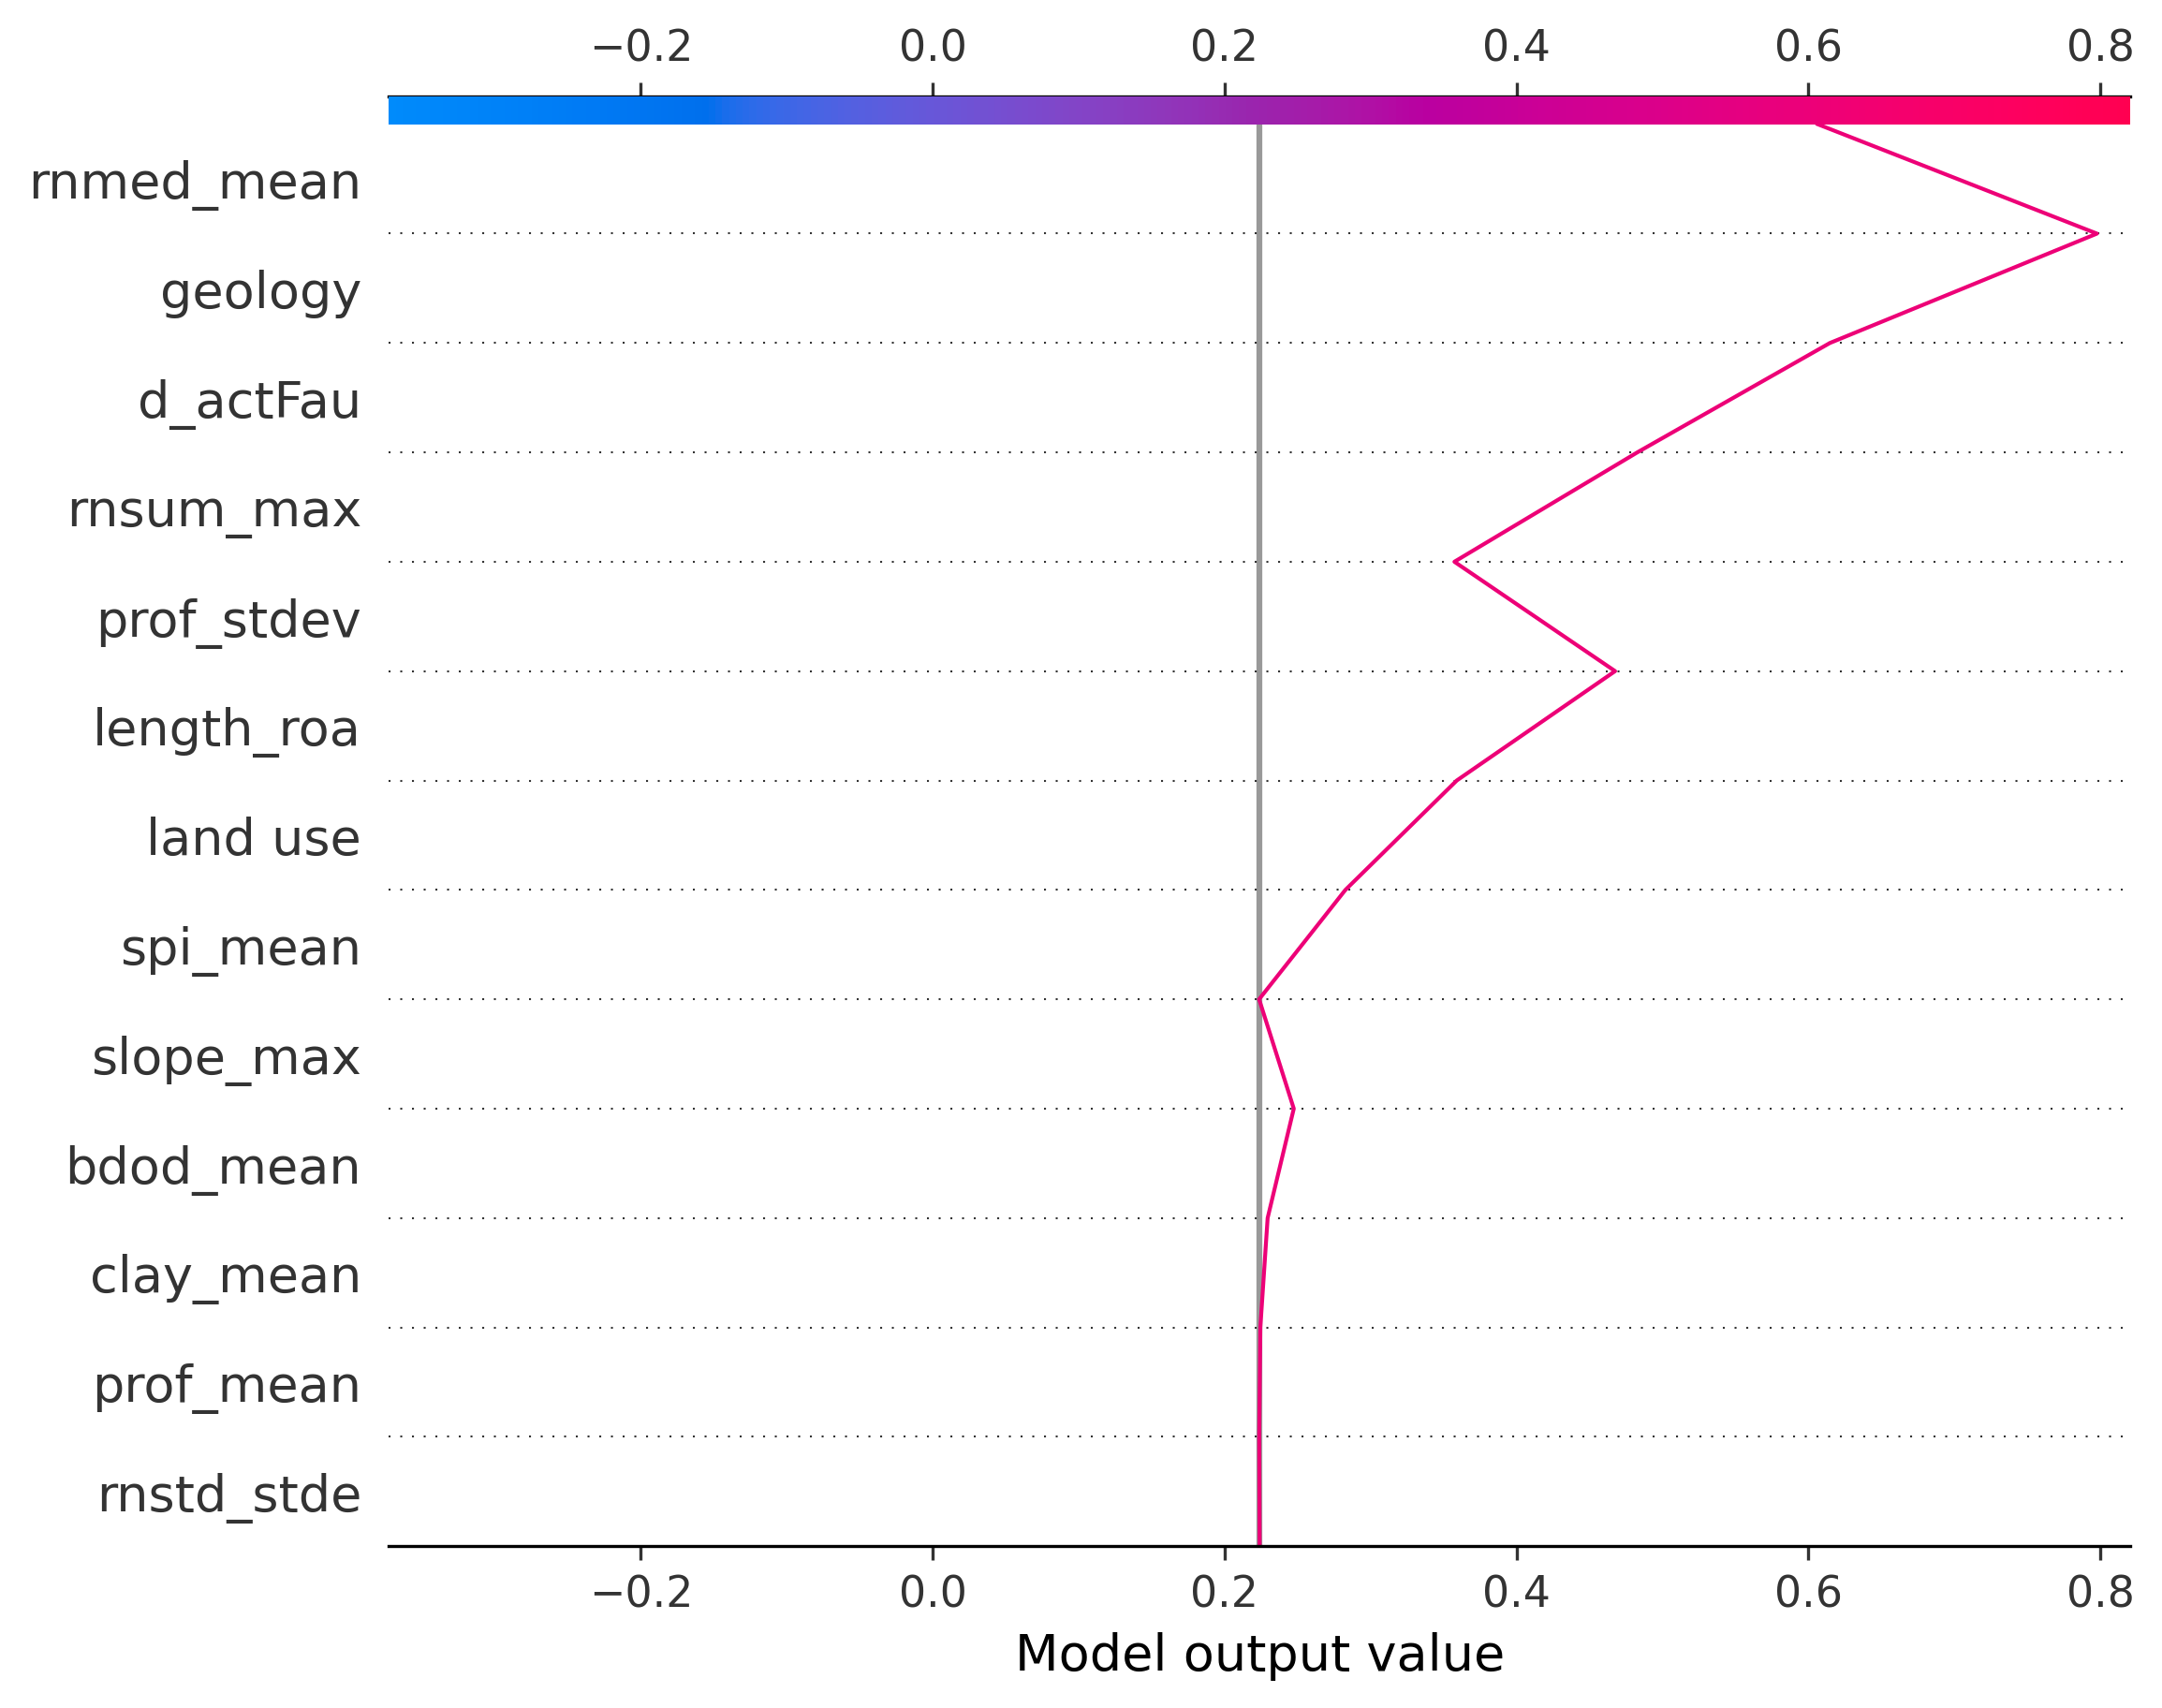 −0.2 0.0 0.2 0.4 0.6 0.8
rnmed_mean
geology
d_actFau
rnsum_max
prof_stdev
length_roa
land use
spi_mean
slope_max
bdod_mean
clay_mean
prof_mean
rnstd_stde
−0.2 0.0 0.2 0.4 0.6 0.8
Model output value